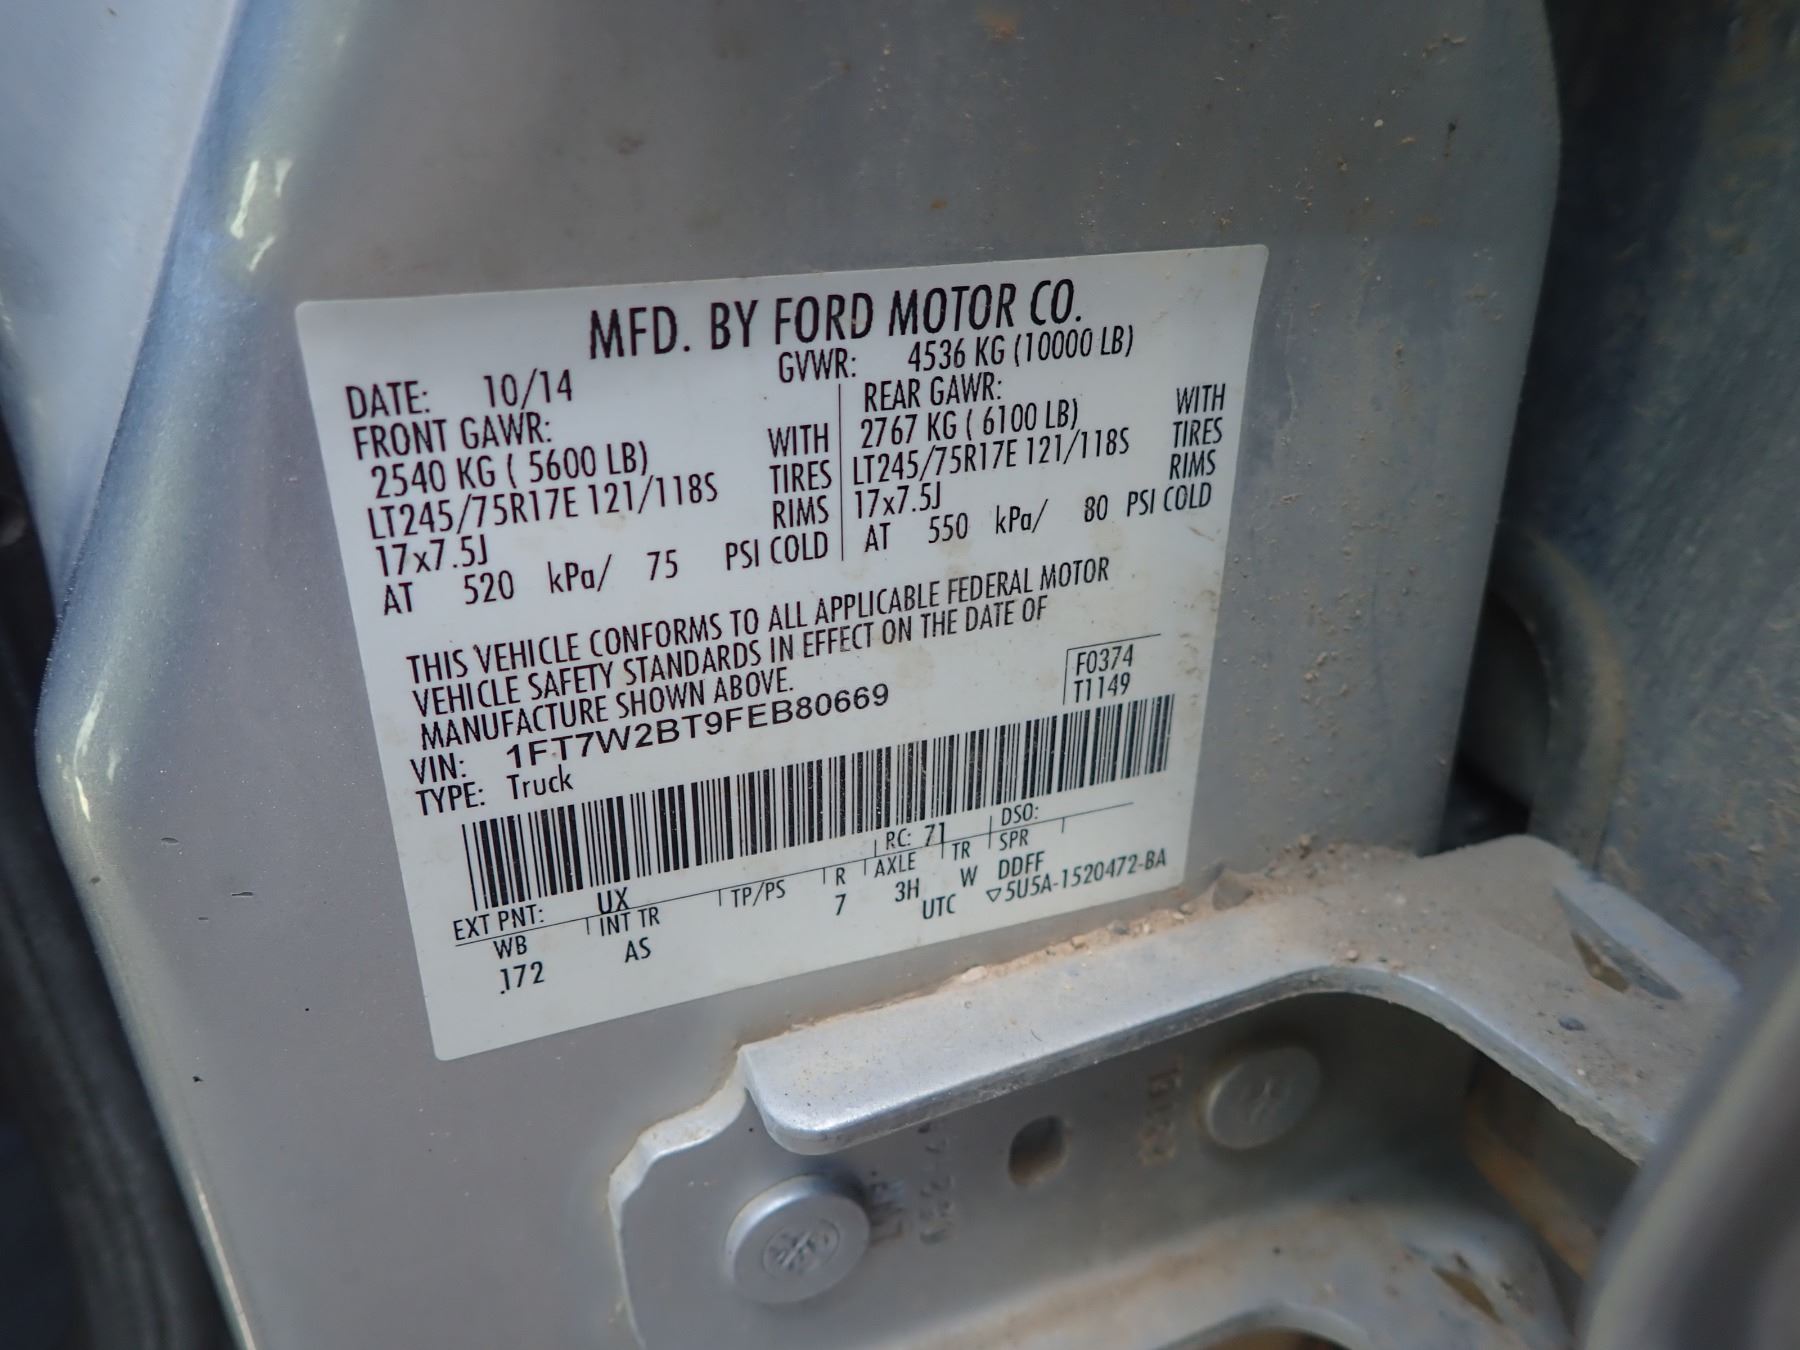 MFD. BY FORD MOTOR CO.
DATE: 10/14 GVWR: 4536 KG (10000 LB)
FRONT GAWR: REAR GAWR:
2540 KG ( 5600 LB) WITH 2767 KG ( 6100 LB) WITH
LT245/75R17E 121/118S TIRES LT245/75R17E 121/118S TIRES
17x7.5J RIMS 17x7.5J RIMS
AT 520 kPa/ 75 PSI COLD AT 550 kPa/ 80 PSI COLD
THIS VEHICLE CONFORMS TO ALL APPLICABLE FEDERAL MOTOR
VEHICLE SAFETY STANDARDS IN EFFECT ON THE DATE OF
MANUFACTURE SHOWN ABOVE.
VIN: 1FT7W2BT9FEB80669
TYPE: Truck
F0374
T1149
EXT PNT: UX RC: 71 DSO:
WB INT TR TP/PS R AXLE TR SPR
172 AS 7 3H W DDFF
UTC ▽5U5A-1520472-BA